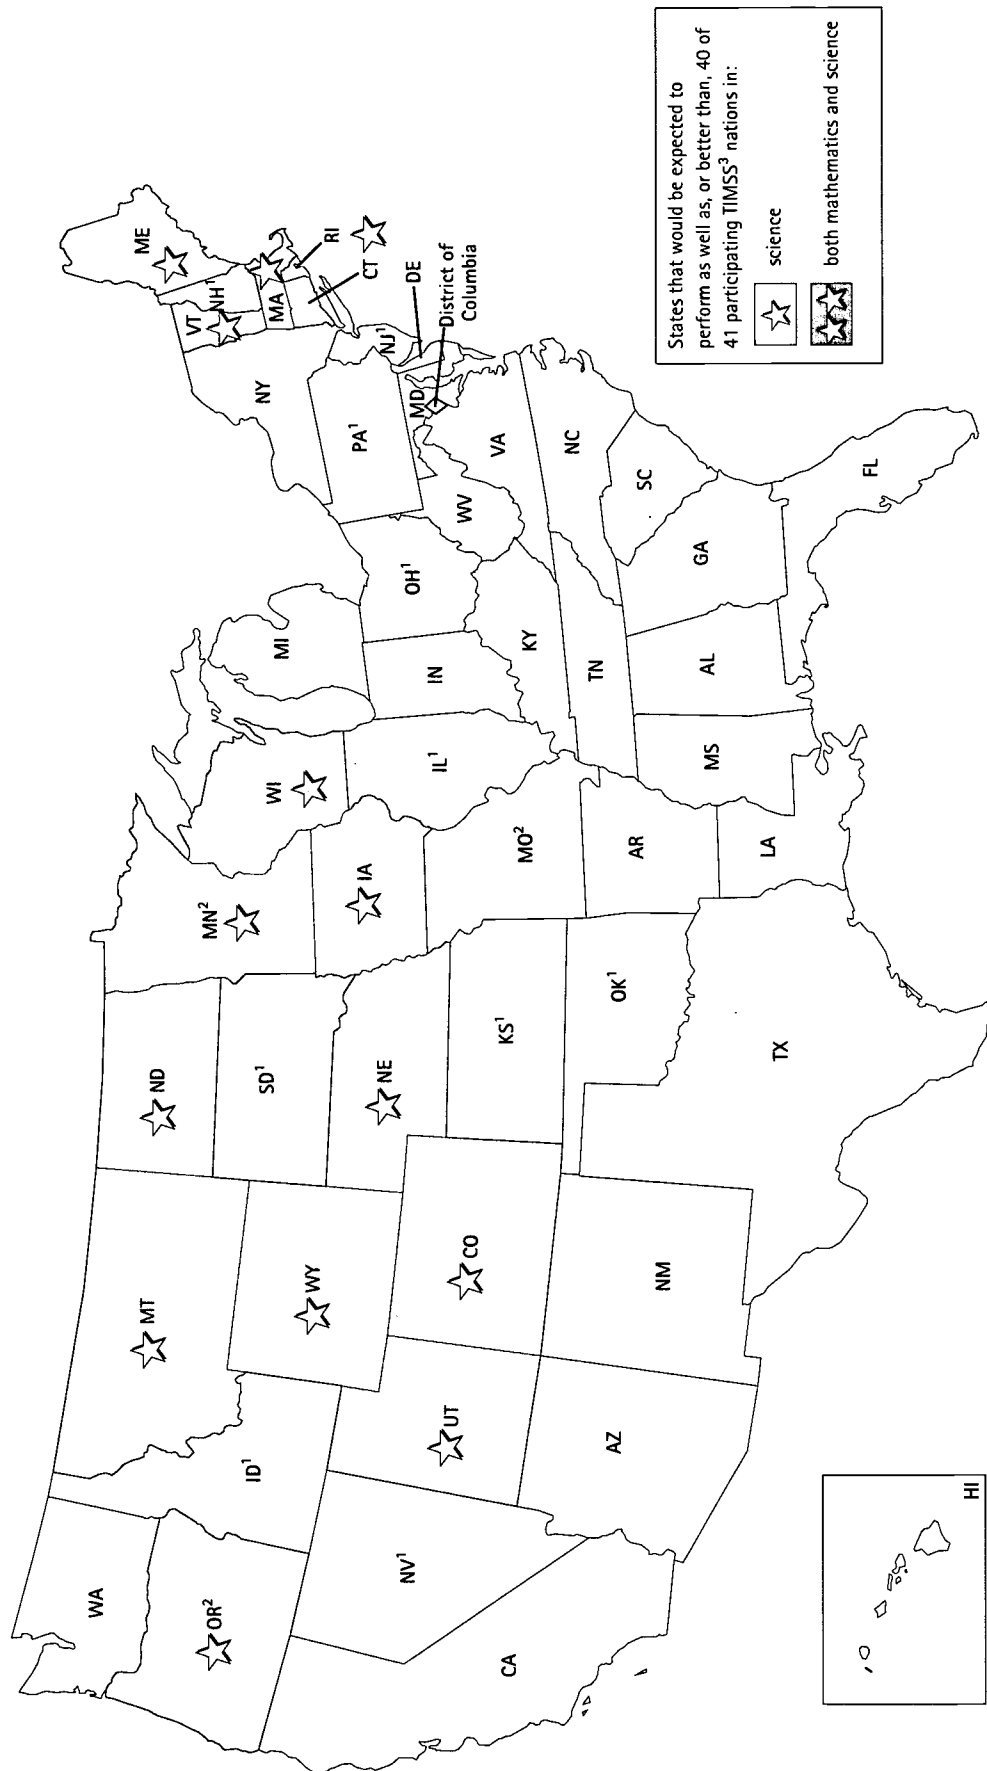 WA
OR²
CA
NV¹
ID¹
MT
WY
UT
AZ
CO
NM
ND
SD¹
NE
KS¹
OK¹
TX
MN²
IA
MO²
AR
LA
WI
IL¹
MI
IN
OH¹
KY
TN
MS
AL
GA
FL
SC
NC
VA
WV
PA¹
NY
VT
NH¹
ME
MA
RI
CT
NJ¹
DE
MD
District of
Columbia
HI
States that would be expected to
perform as well as, or better than, 40 of
41 participating TIMSS³ nations in:
science
both mathematics and science